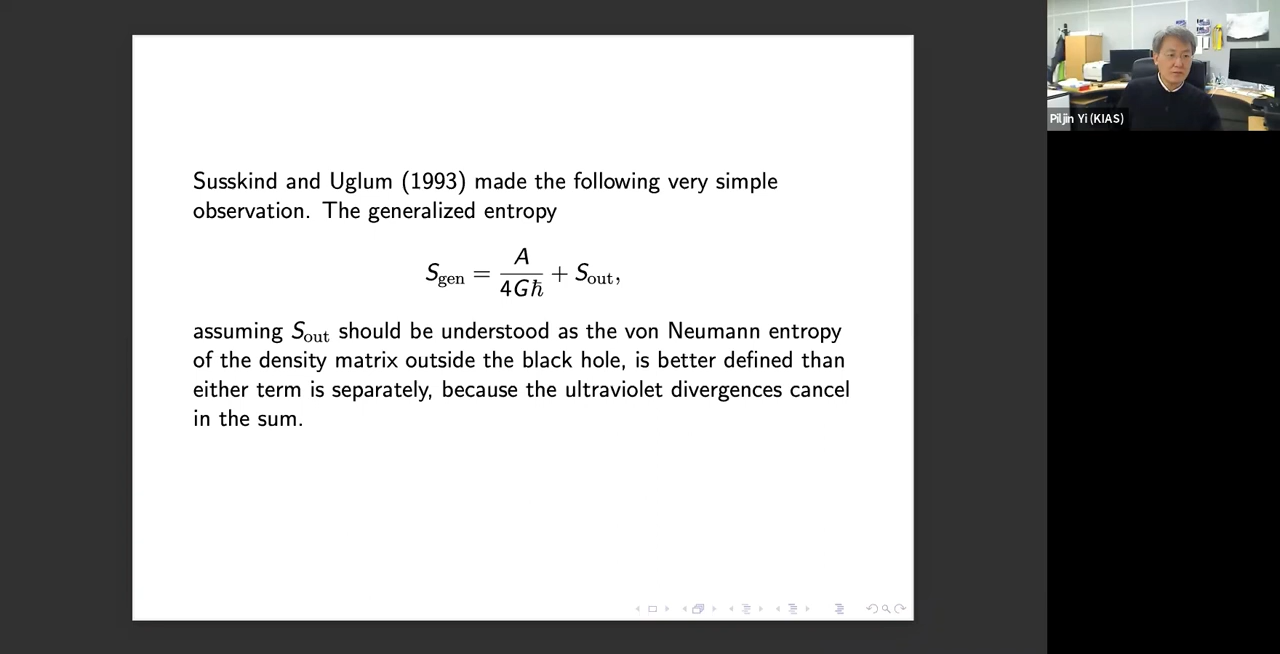 Susskind and Uglum (1993) made the following very simple
observation. The generalized entropy
S_gen = A/4Għ + S_out,
assuming S_out should be understood as the von Neumann entropy
of the density matrix outside the black hole, is better defined than
either term is separately, because the ultraviolet divergences cancel
in the sum.
Piljin Yi (KIAS)